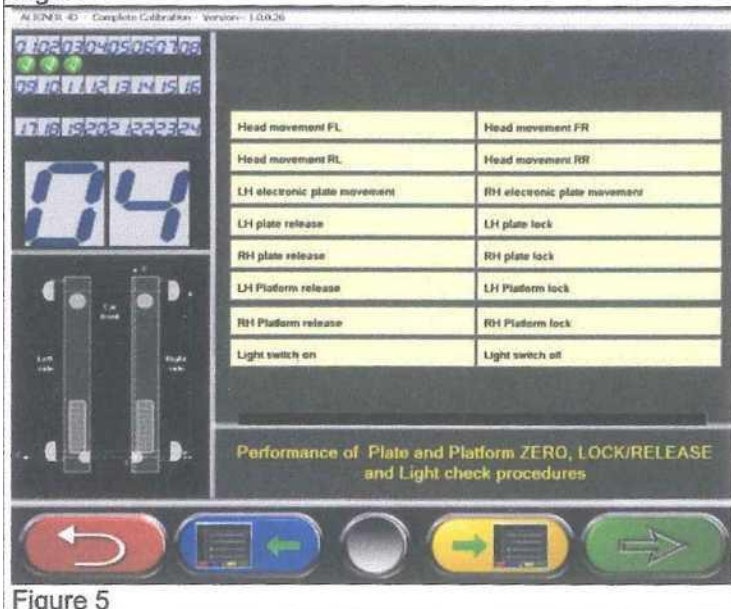 ALIGNER 4D - Complete Calibration - Version - 1.0.0.26
01 02 03 04 05 06 07 08
09 10 11 12 13 14 15 16
17 18 19 20 21 22 23 24
04
Head movement FL
Head movement FR
Head movement RL
Head movement RR
LH electronic plate movement
RH electronic plate movement
LH plate release
LH plate lock
RH plate release
RH plate lock
LH Platform release
LH Platform lock
RH Platform release
RH Platform lock
Light switch on
Light switch off
Car
front
Left
side
Right
side
Performance of Plate and Platform ZERO, LOCK/RELEASE
and Light check procedures
Figure 5